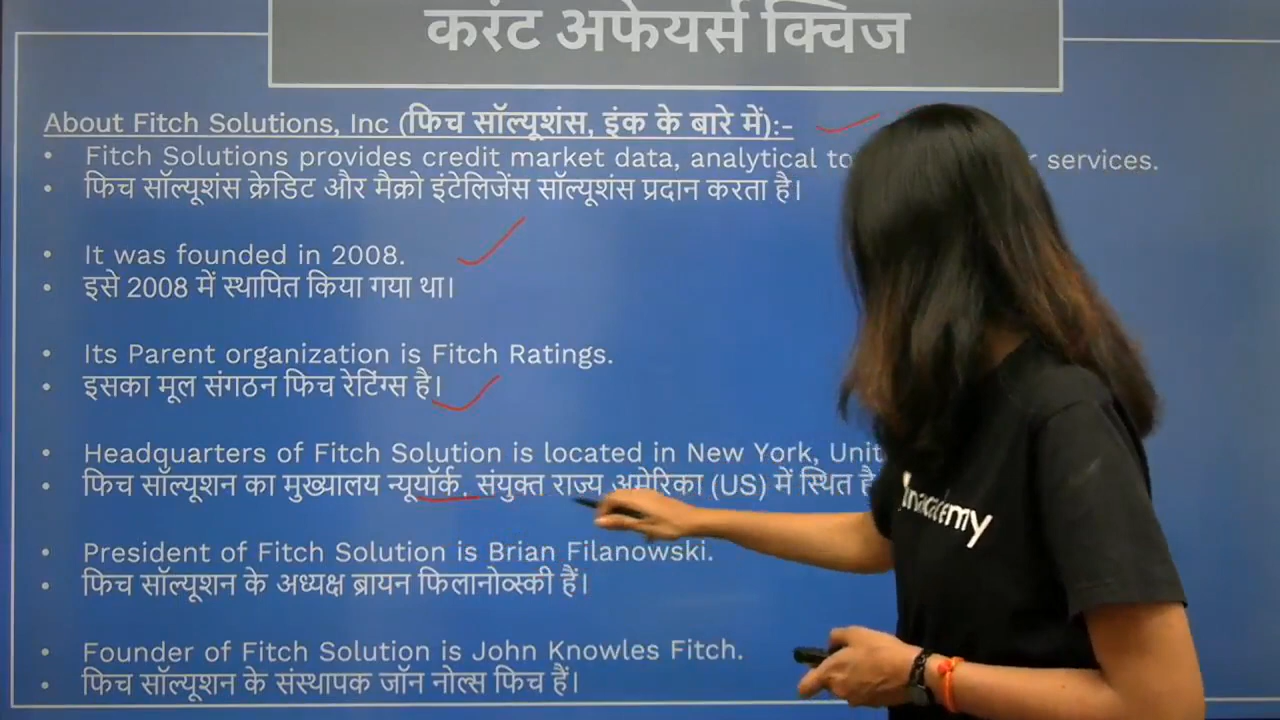 करंट अफेयर्स क्विज
About Fitch Solutions, Inc (फिच सॉल्यूशंस, इंक के बारे में):-
• Fitch Solutions provides credit market data, analytical to services.
• फिच सॉल्यूशंस क्रेडिट और मैक्रो इंटेलिजेंस सॉल्यूशंस प्रदान करता है।
• It was founded in 2008.
• इसे 2008 में स्थापित किया गया था।
• Its Parent organization is Fitch Ratings.
• इसका मूल संगठन फिच रेटिंग्स है।
• Headquarters of Fitch Solution is located in New York, Unit
• फिच सॉल्यूशन का मुख्यालय न्यूयॉर्क, संयुक्त राज्य अमेरिका (US) में स्थित है
• President of Fitch Solution is Brian Filanowski.
• फिच सॉल्यूशन के अध्यक्ष ब्रायन फिलानोव्स्की हैं।
• Founder of Fitch Solution is John Knowles Fitch.
• फिच सॉल्यूशन के संस्थापक जॉन नोल्स फिच हैं।
unacademy